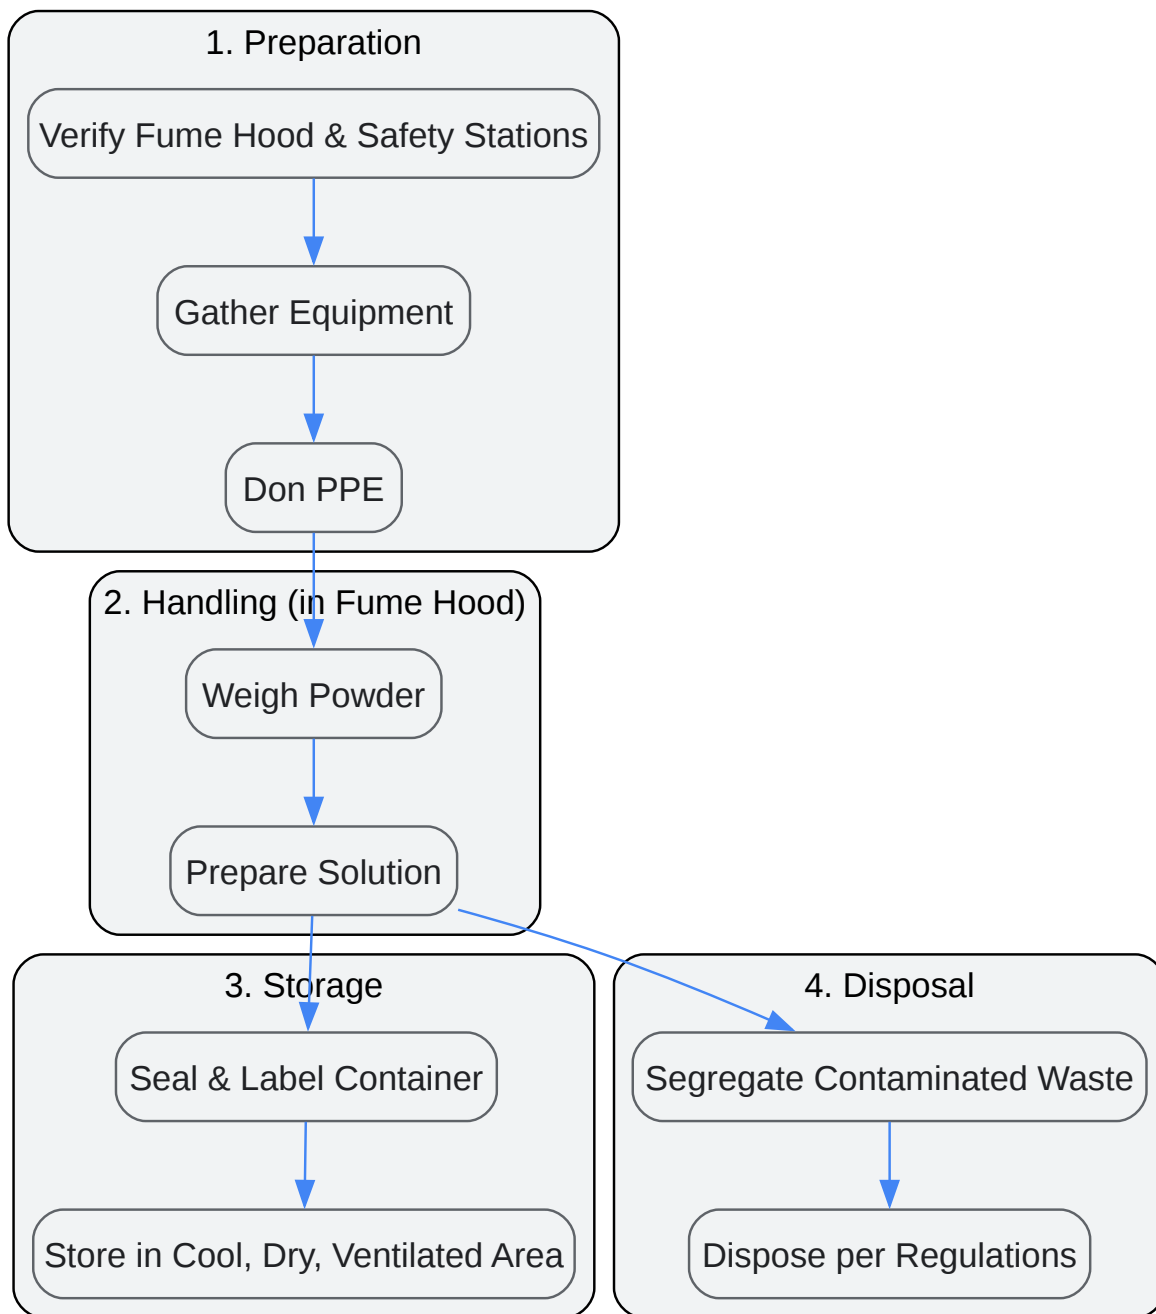 1. Preparation
Verify Fume Hood & Safety Stations
Gather Equipment
Don PPE
2. Handling (in Fume Hood)
Weigh Powder
Prepare Solution
3. Storage
Seal & Label Container
Store in Cool, Dry, Ventilated Area
4. Disposal
Segregate Contaminated Waste
Dispose per Regulations